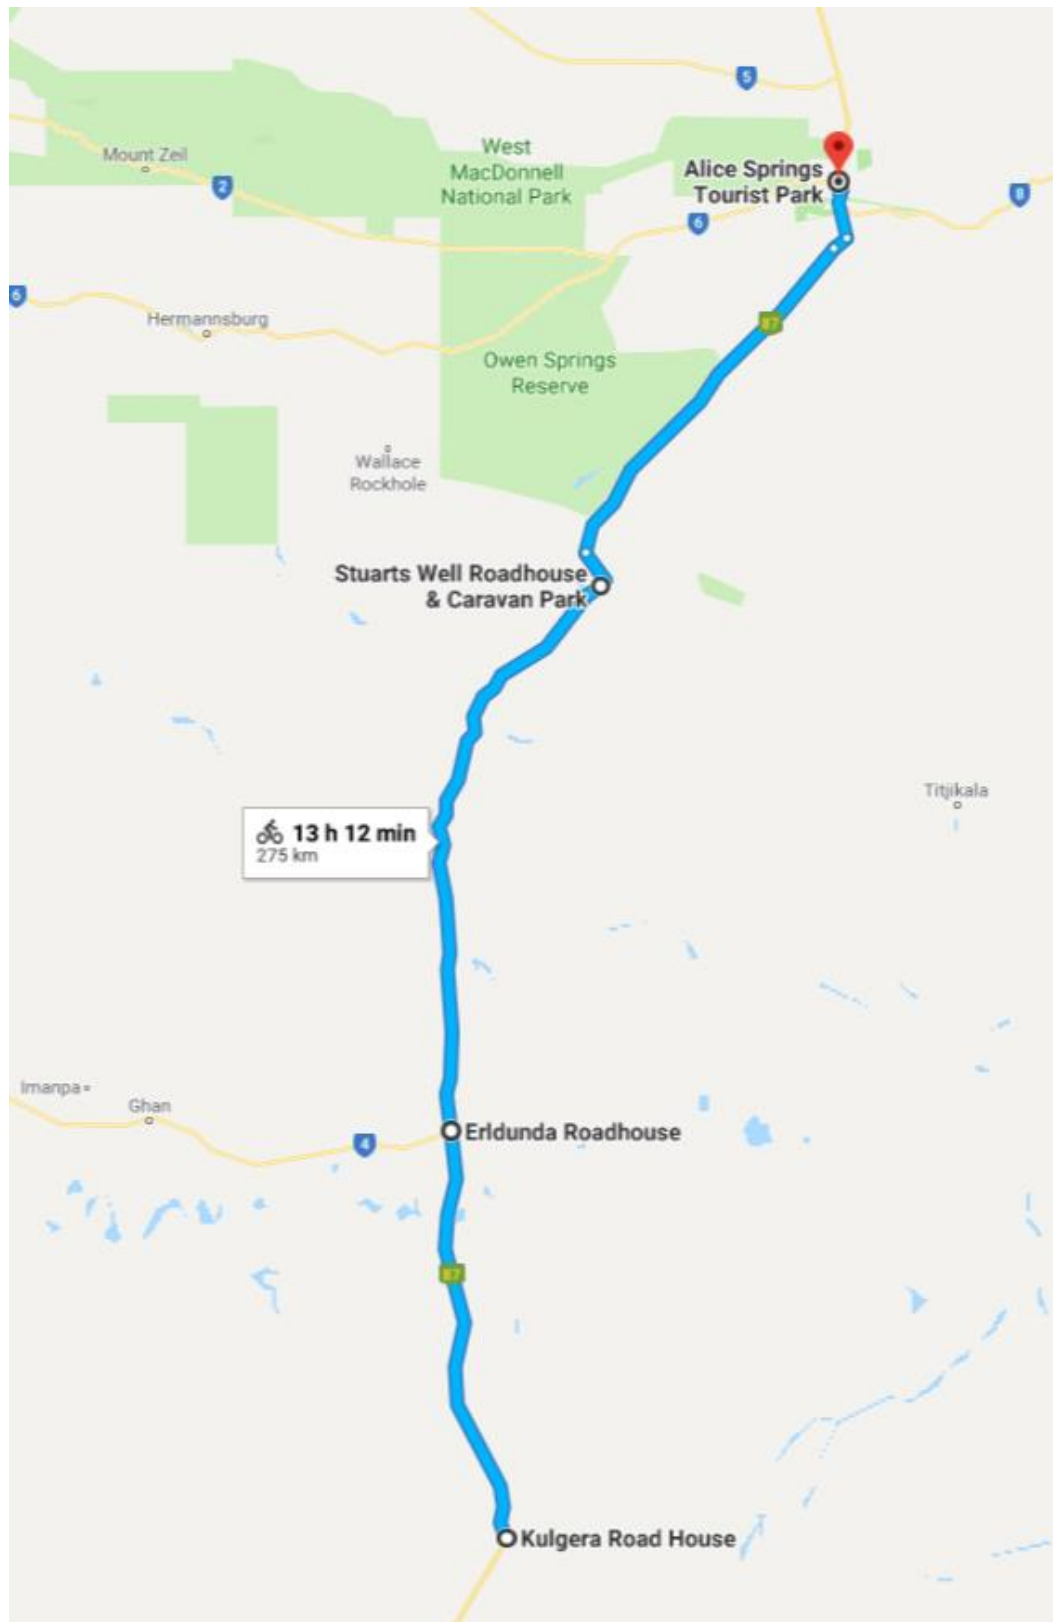 5
West
MacDonnell
National Park
Mount Zeil
Alice Springs
Tourist Park
2
8
6
6
Hermannsburg
87
Owen Springs
Reserve
Wallace
Rockhole
Stuarts Well Roadhouse
& Caravan Park
Titjikala
13 h 12 min
275 km
Imanpa
Ghan
4
Erldunda Roadhouse
87
Kulgera Road House